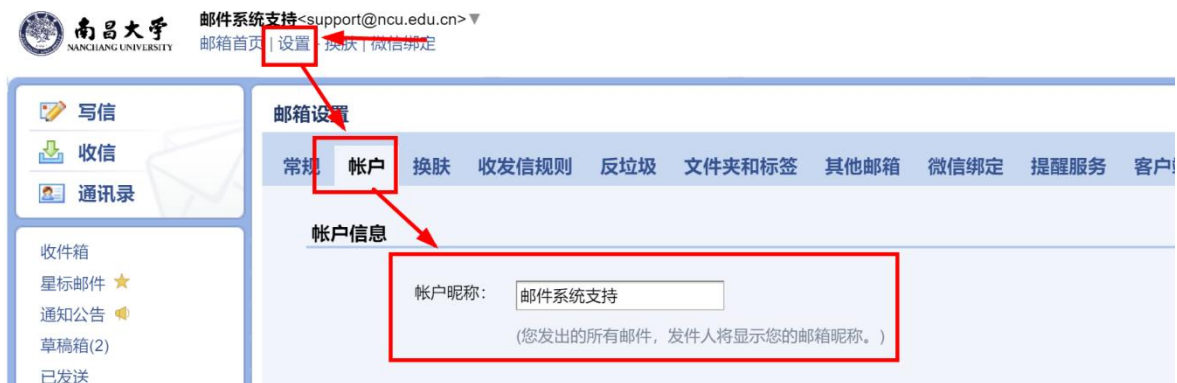 南昌大学
NANCHANG UNIVERSITY
邮件系统支持<support@ncu.edu.cn>▼
邮箱首页 | 设置 - 换肤 | 微信绑定
写信
收信
通讯录
收件箱
星标邮件
通知公告
草稿箱(2)
已发送
邮箱设置
常规 帐户 换肤 收发信规则 反垃圾 文件夹和标签 其他邮箱 微信绑定 提醒服务 客户
帐户信息
帐户昵称: 邮件系统支持
(您发出的所有邮件，发件人将显示您的邮箱昵称。)